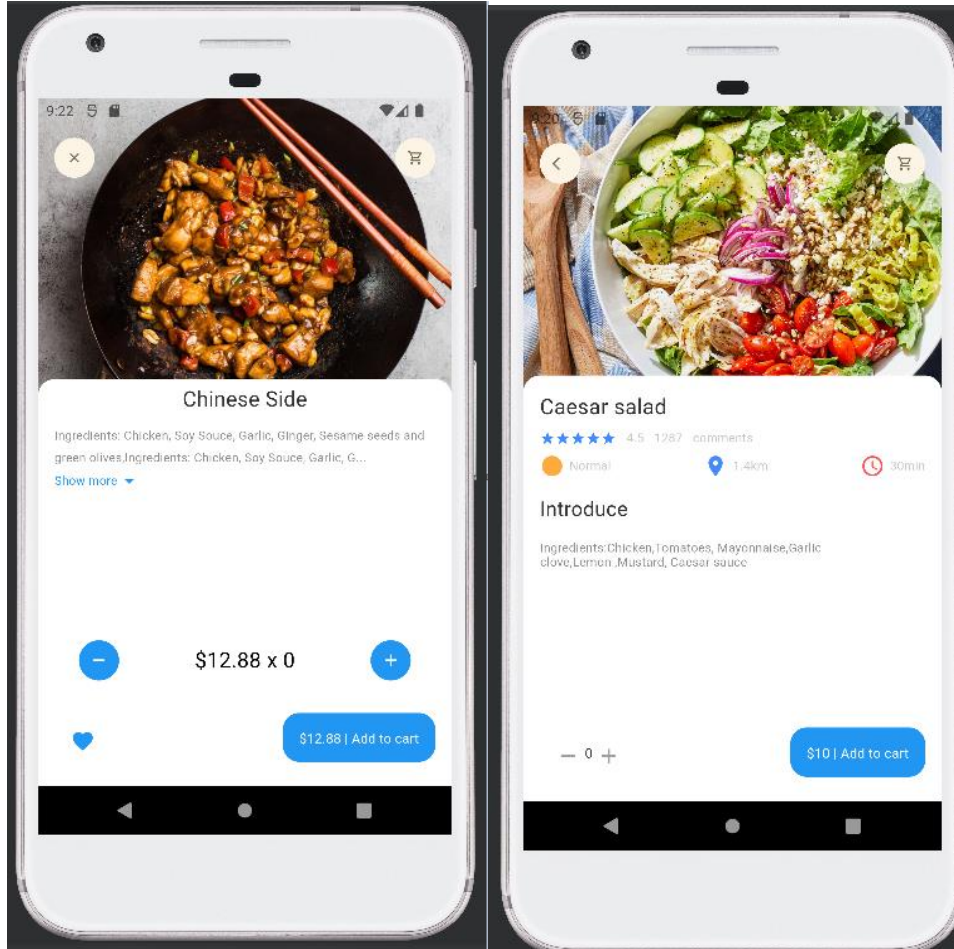 9:22
Chinese Side
Ingredients: Chicken, Soy Souce, Garlic, Ginger, Sesame seeds and
green olives,Ingredients: Chicken, Soy Souce, Garlic, G...
Show more
$12.88 x 0
$12.88 | Add to cart
9:20
Caesar salad
4.5 1287 comments
Normal
1.4km
30min
Introduce
Ingredients:Chicken,Tomatoes, Mayonnaise,Garlic
clove,Lemon ,Mustard, Caesar sauce
0
$10 | Add to cart